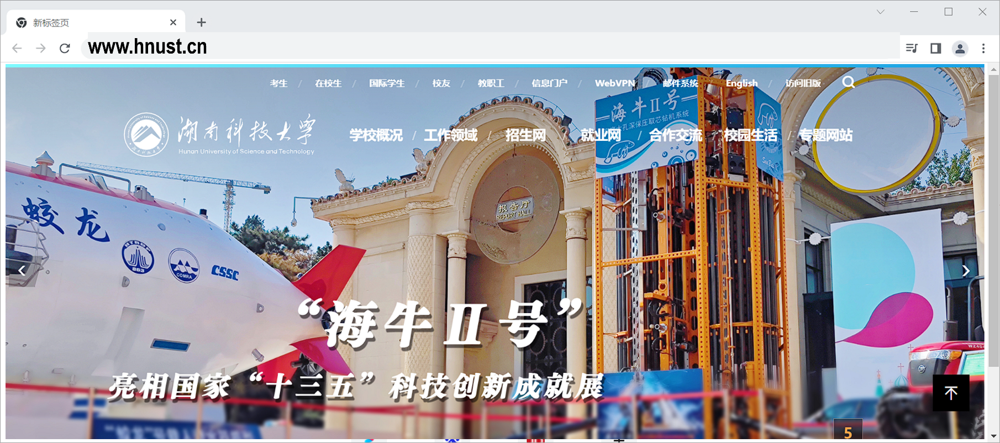 新标签页
www.hnust.cn
考生 / 在校生 / 国际学生 / 校友 / 教职工 / 信息门户 / WebVPN / 邮件系统 / English / 访问旧版
湖南科技大学
Hunan University of Science and Technology
学校概况 / 工作领域 / 招生网 / 就业网 / 合作交流 / 校园生活 / 专题网站
海牛Ⅱ号
孔深保压取芯钻机系统
报告厅
REPORT HALL
蛟龙
863
COMRA
CSSC
“海牛Ⅱ号”
亮相国家“十三五”科技创新成就展
5